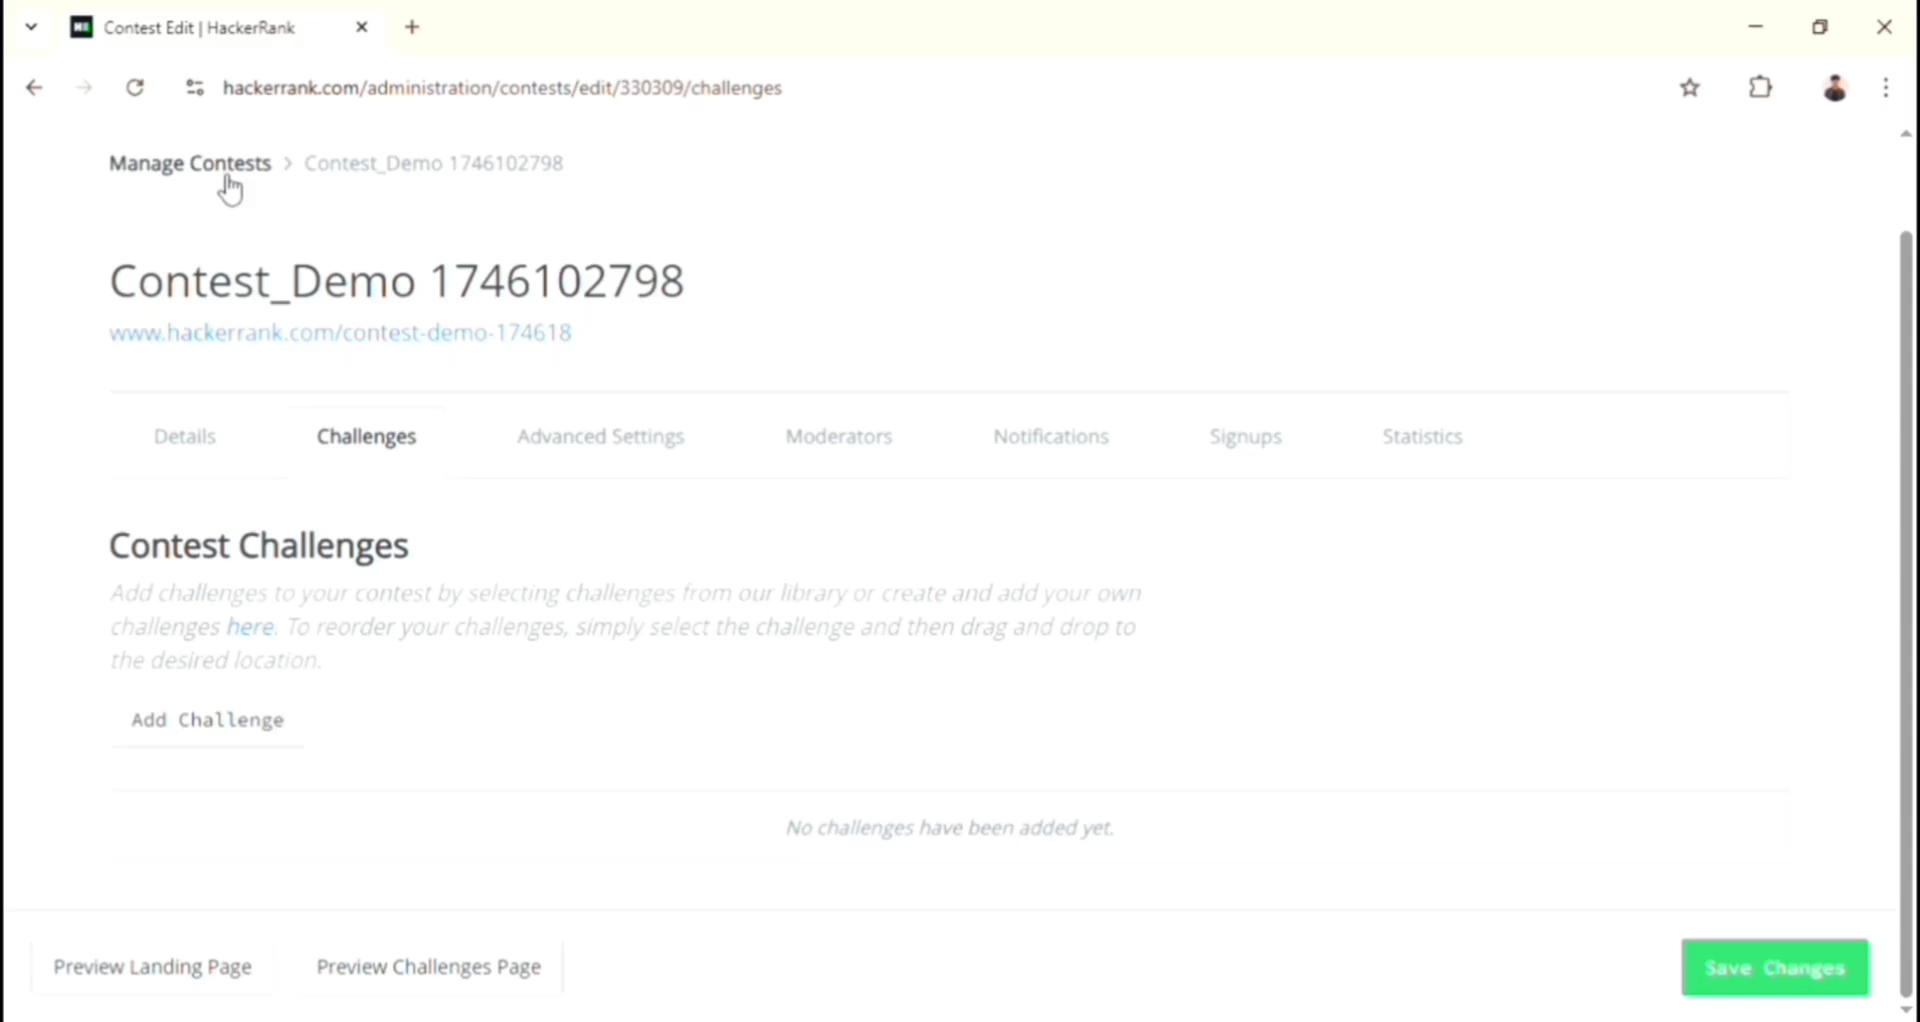 Contest Edit | HackerRank
hackerrank.com/administration/contests/edit/330309/challenges
Manage Contests > Contest_Demo 1746102798
Contest_Demo 1746102798
www.hackerrank.com/contest-demo-174618
Details Challenges Advanced Settings Moderators Notifications Signups Statistics
Contest Challenges
Add challenges to your contest by selecting challenges from our library or create and add your own
challenges here. To reorder your challenges, simply select the challenge and then drag and drop to
the desired location.
Add Challenge
No challenges have been added yet.
Preview Landing Page Preview Challenges Page Save Changes